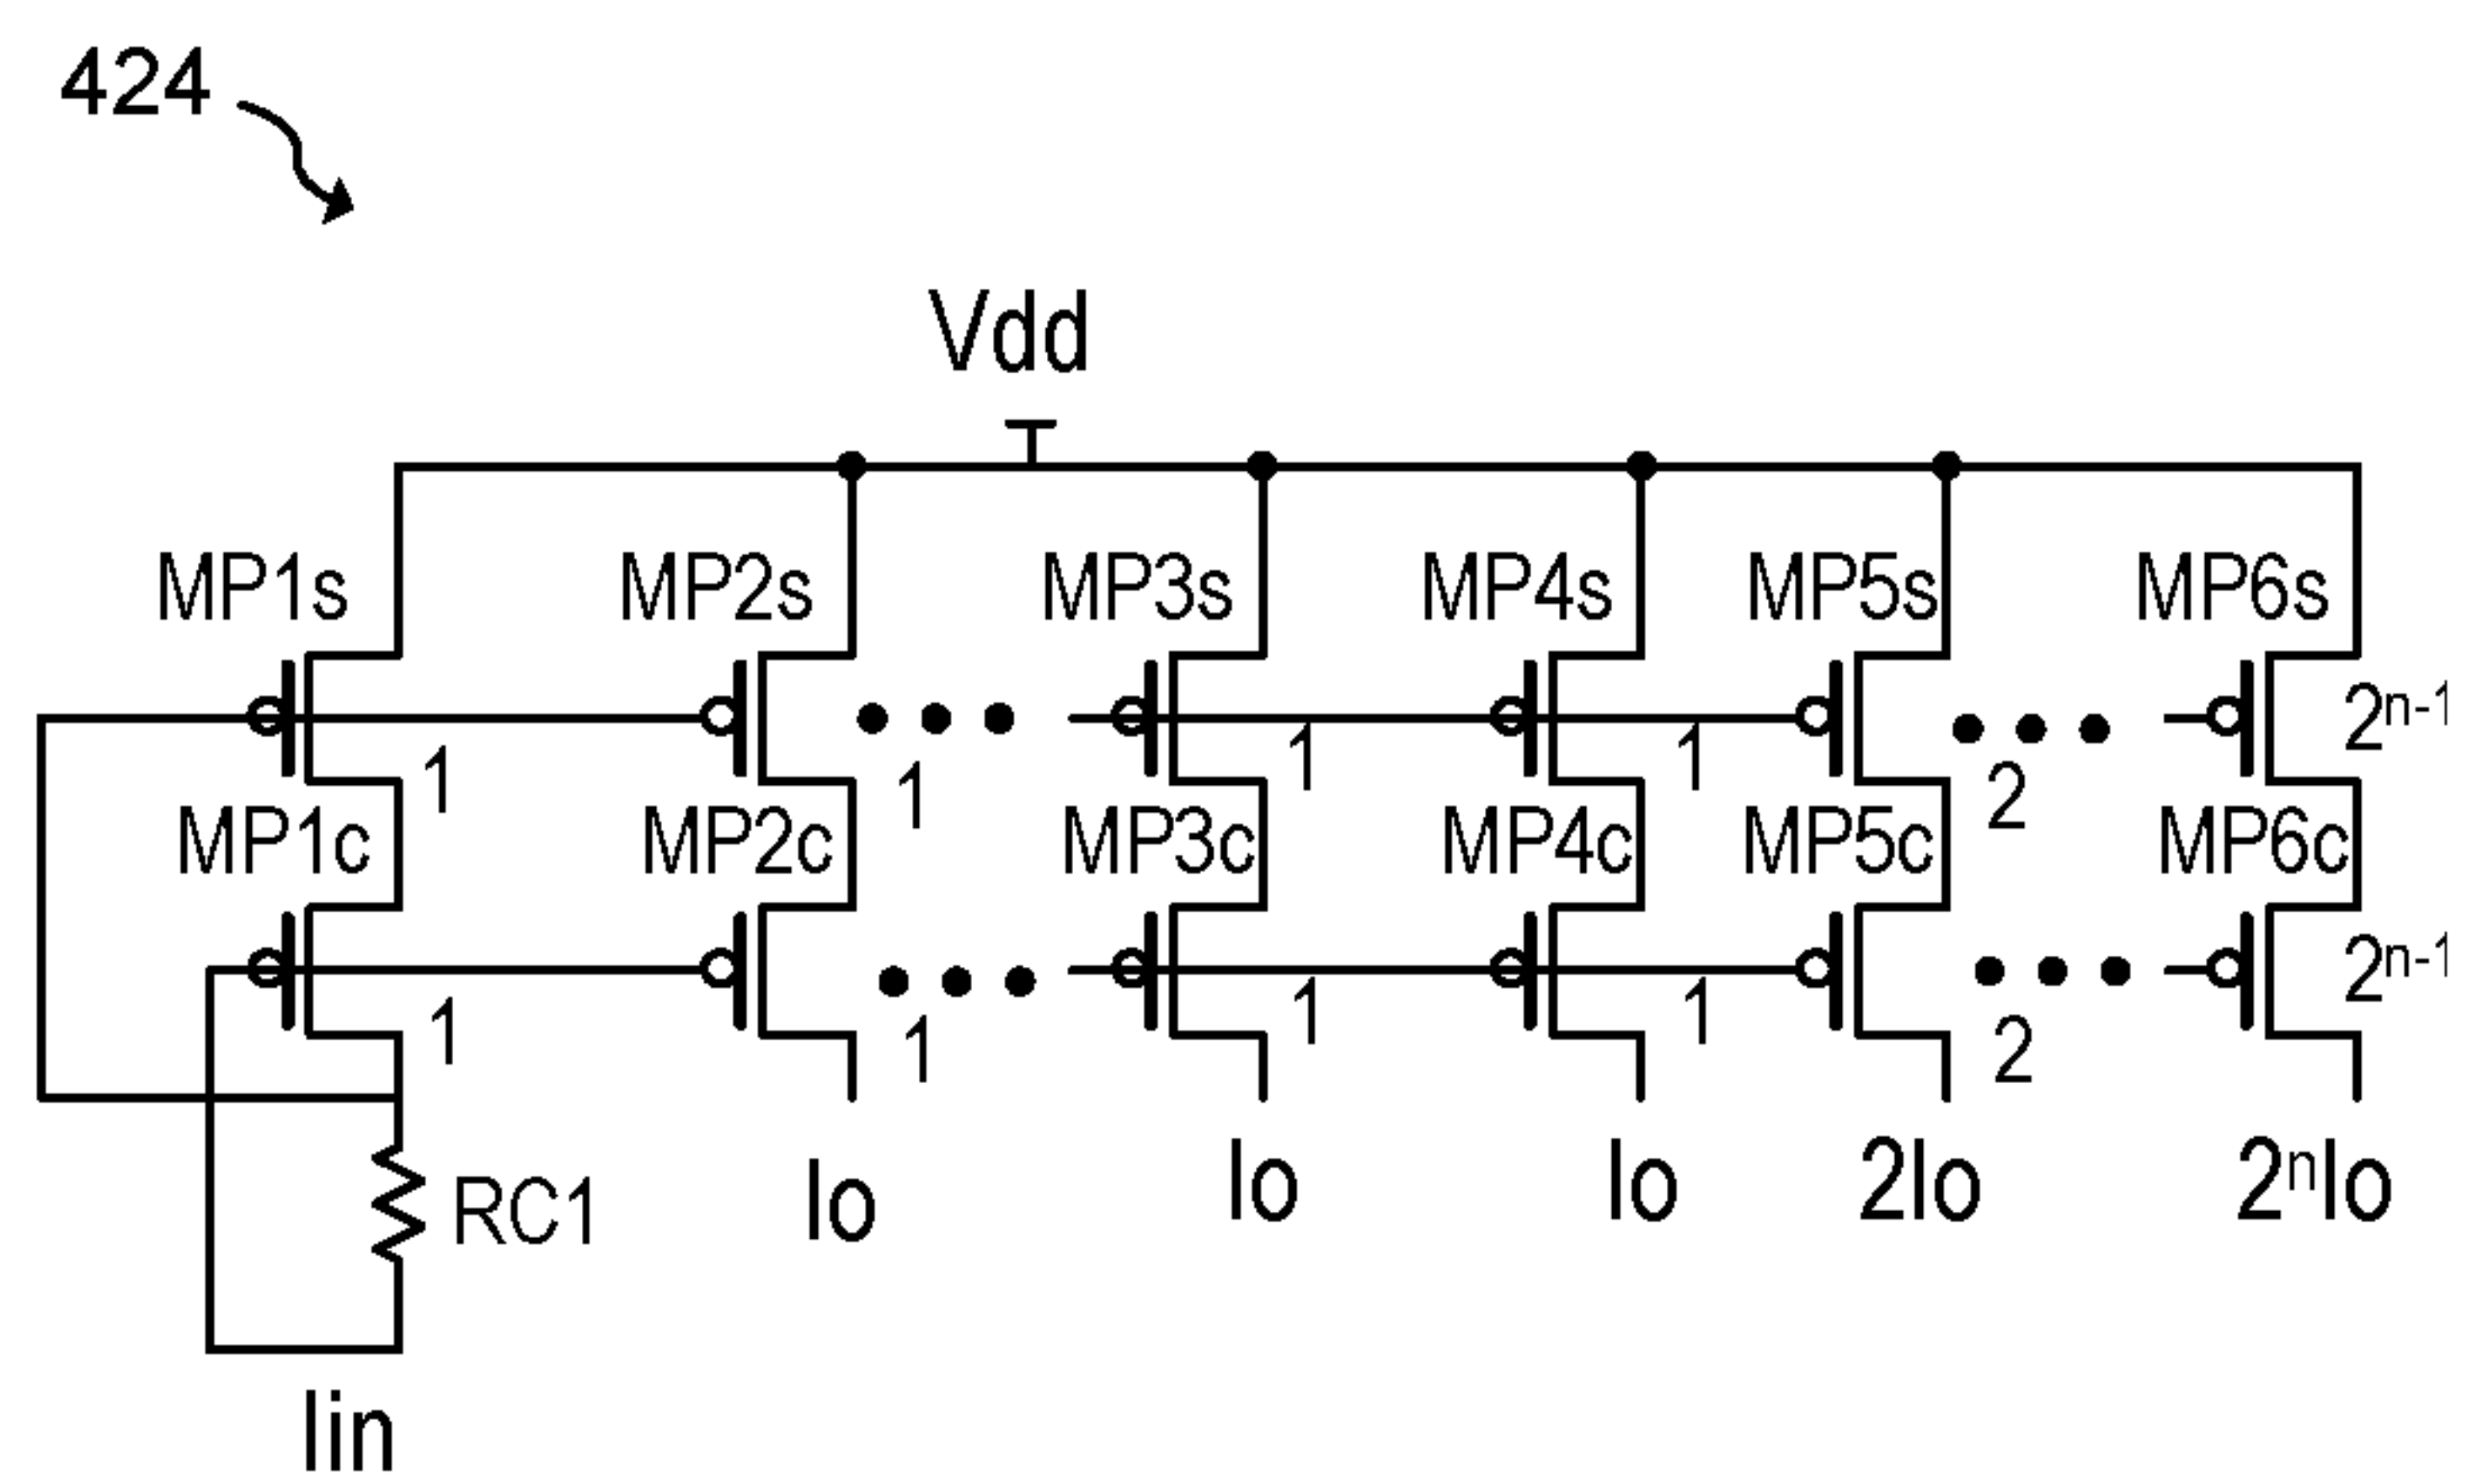 424
Vdd
MP1s MP2s MP3s MP4s MP5s MP6s
1 1 1 1 2 2ⁿ⁻¹
MP1c MP2c MP3c MP4c MP5c MP6c
1 1 1 1 2 2ⁿ⁻¹
RC1 Io Io Io 2Io 2ⁿIo
Iin